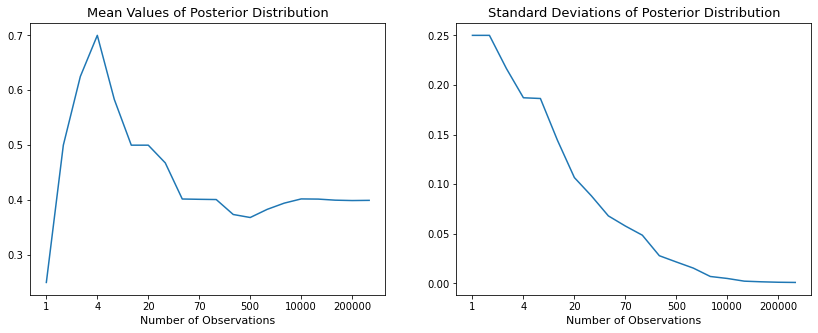 Mean Values of Posterior Distribution
0.7
0.6
0.5
0.4
0.3
1 4 20 70 500 10000 200000
Number of Observations
Standard Deviations of Posterior Distribution
0.25
0.20
0.15
0.10
0.05
0.00
1 4 20 70 500 10000 200000
Number of Observations